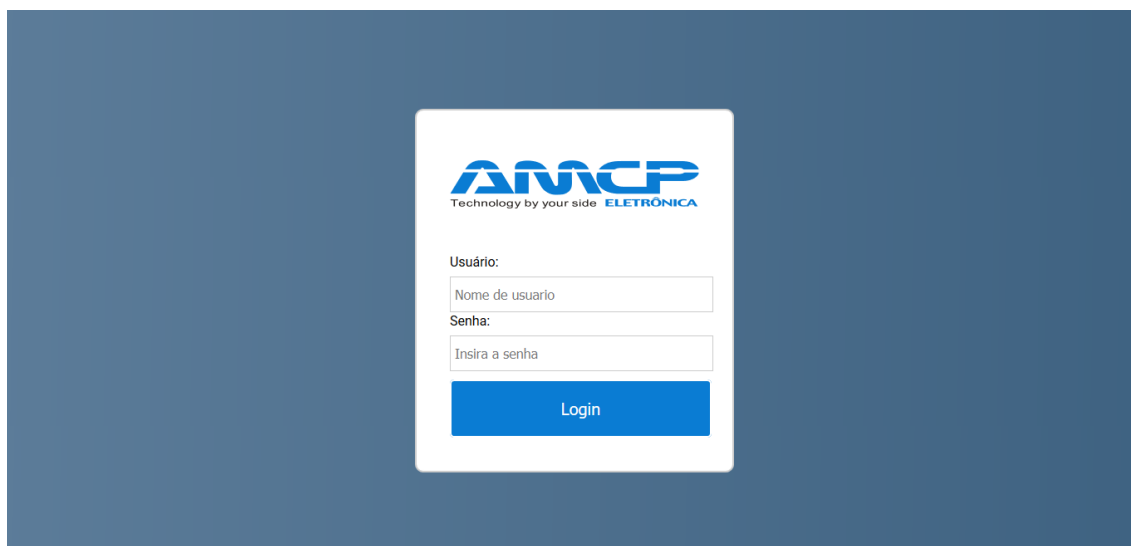 AMCP
Technology by your side ELETRÔNICA
Usuário:
Nome de usuario
Senha:
Insira a senha
Login